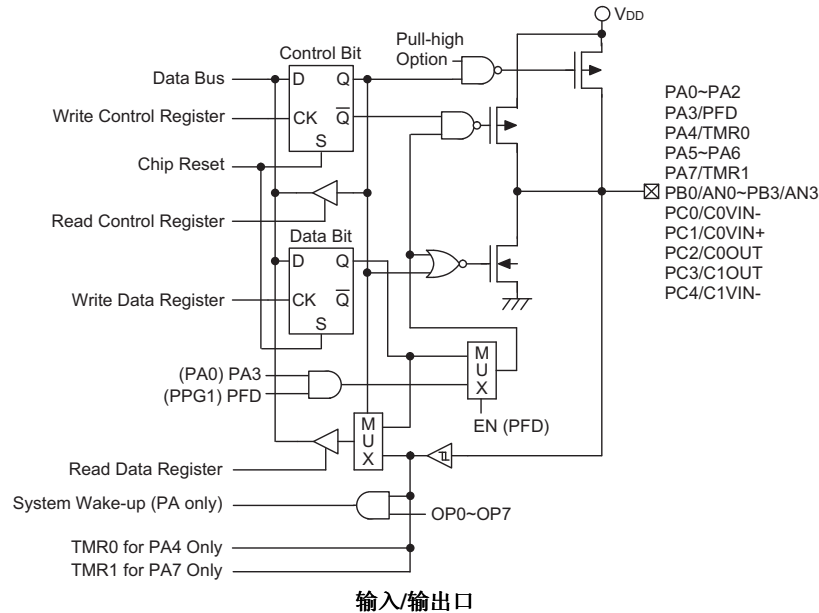 VDD
Control Bit
Pull-high
Option
Data Bus
D
Q
Write Control Register
CK
Q
S
Chip Reset
Read Control Register
Data Bit
D
Q
Write Data Register
CK
Q
S
(PA0) PA3
(PPG1) PFD
M
U
X
EN (PFD)
M
U
X
Read Data Register
System Wake-up (PA only)
OP0~OP7
TMR0 for PA4 Only
TMR1 for PA7 Only
PA0~PA2
PA3/PFD
PA4/TMR0
PA5~PA6
PA7/TMR1
PB0/AN0~PB3/AN3
PC0/C0VIN-
PC1/C0VIN+
PC2/C0OUT
PC3/C1OUT
PC4/C1VIN-
输入/输出口